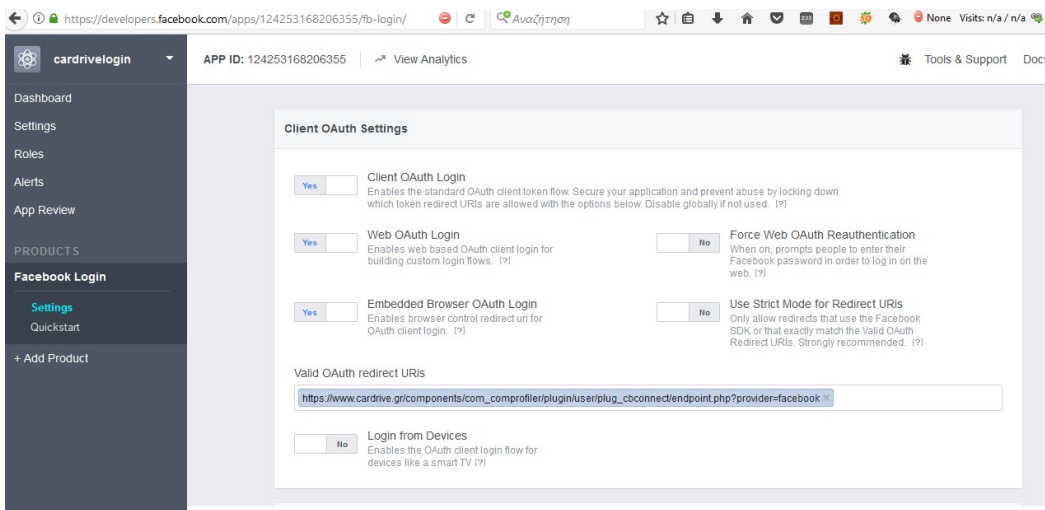 https://developers.facebook.com/apps/124253168206355/fb-login/
Αναζήτηση
None Visits: n/a / n/a
cardrivelogin
APP ID: 124253168206355
View Analytics
Tools & Support
Docs
Dashboard
Settings
Roles
Alerts
App Review
PRODUCTS
Facebook Login
Settings
Quickstart
+ Add Product
Client OAuth Settings
Yes
Client OAuth Login
Enables the standard OAuth client token flow. Secure your application and prevent abuse by locking down
which token redirect URIs are allowed with the options below. Disable globally if not used. [?]
Yes
Web OAuth Login
Enables web based OAuth client login for
building custom login flows. [?]
No
Force Web OAuth Reauthentication
When on, prompts people to enter their
Facebook password in order to log in on the
web. [?]
Yes
Embedded Browser OAuth Login
Enables browser control redirect uri for
OAuth client login. [?]
No
Use Strict Mode for Redirect URIs
Only allow redirects that use the Facebook
SDK or that exactly match the Valid OAuth
Redirect URIs. Strongly recommended. [?]
Valid OAuth redirect URIs
https://www.cardrive.gr/components/com_comprofiler/plugin/user/plug_cbconnect/endpoint.php?provider=facebook ×
No
Login from Devices
Enables the OAuth client login flow for
devices like a smart TV [?]